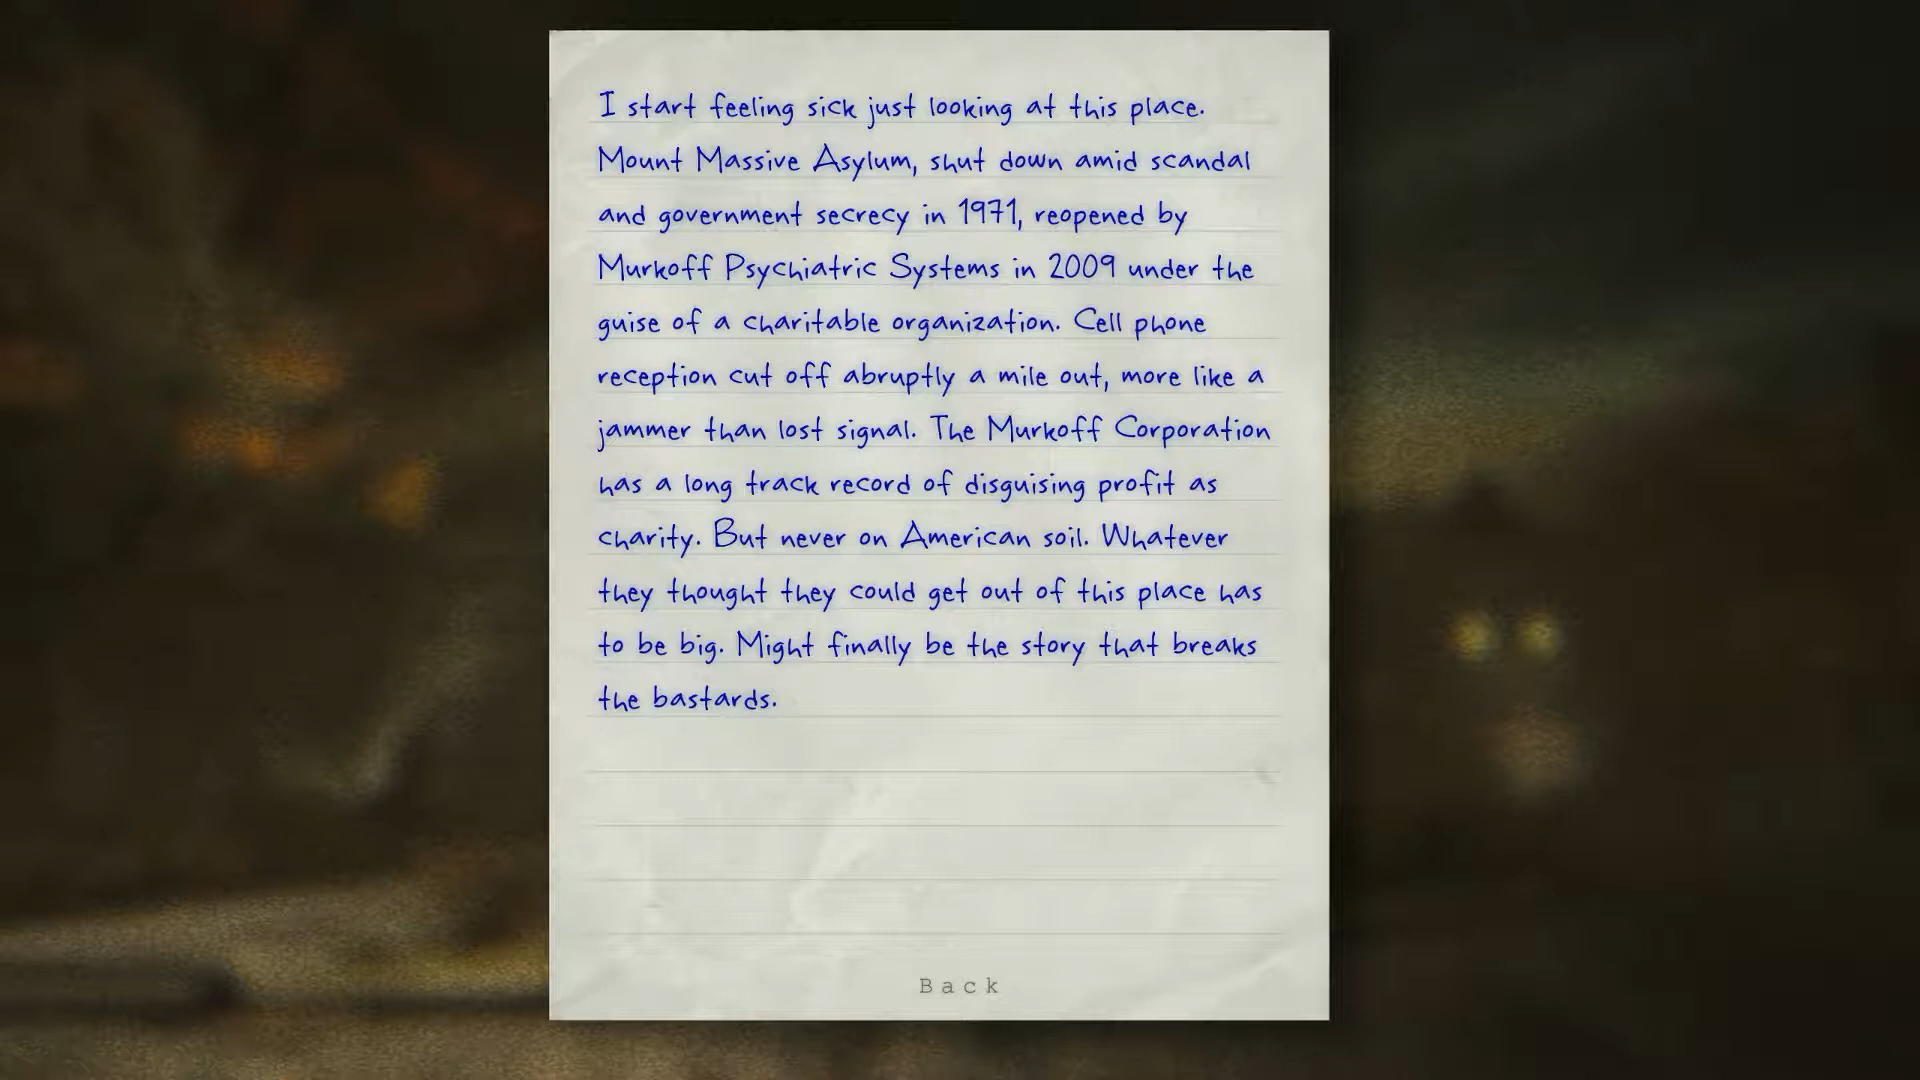 I start feeling sick just looking at this place.
Mount Massive Asylum, shut down amid scandal
and government secrecy in 1971, reopened by
Murkoff Psychiatric Systems in 2009 under the
guise of a charitable organization. Cell phone
reception cut off abruptly a mile out, more like a
jammer than lost signal. The Murkoff Corporation
has a long track record of disguising profit as
charity. But never on American soil. Whatever
they thought they could get out of this place has
to be big. Might finally be the story that breaks
the bastards.
Back